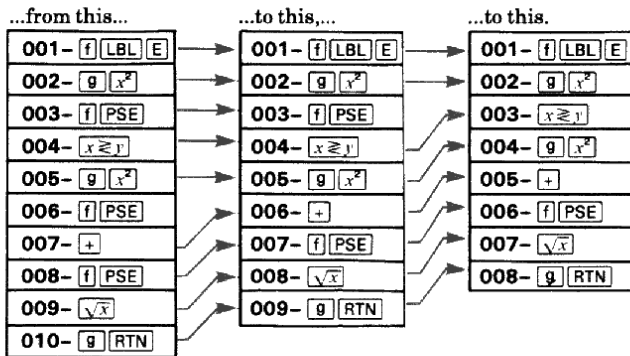 ...from this...
001– f LBL E
002– g x²
003– f PSE
004– x≷y
005– g x²
006– f PSE
007– +
008– f PSE
009– √x
010– g RTN
...to this,...
001– f LBL E
002– g x²
003– f PSE
004– x≷y
005– g x²
006– +
007– f PSE
008– √x
009– g RTN
...to this.
001– f LBL E
002– g x²
003– x≷y
004– g x²
005– +
006– f PSE
007– √x
008– g RTN